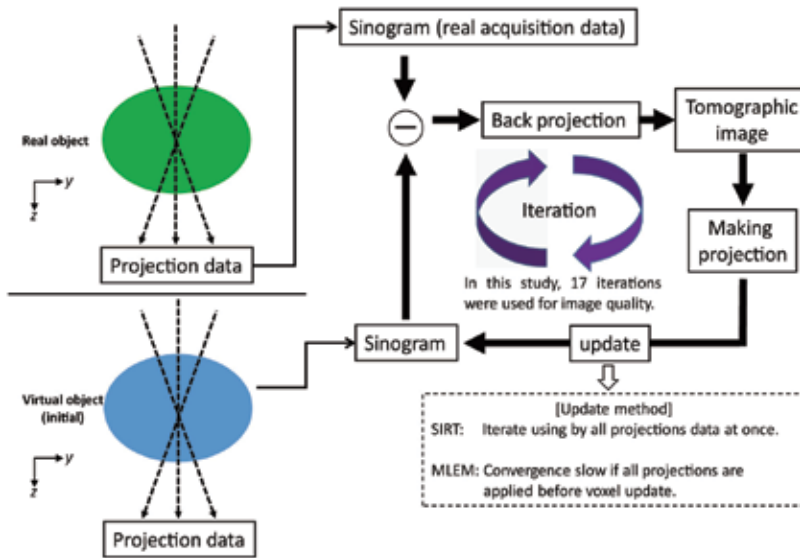 Sinogram (real acquisition data)
Real object
y
z
Projection data
Back projection
Tomographic
image
Iteration
Making
projection
In this study, 17 iterations
were used for image quality.
Virtual object
(initial)
y
z
Projection data
Sinogram
update
[Update method]
SIRT: Iterate using by all projections data at once.
MLEM: Convergence slow if all projections are
applied before voxel update.